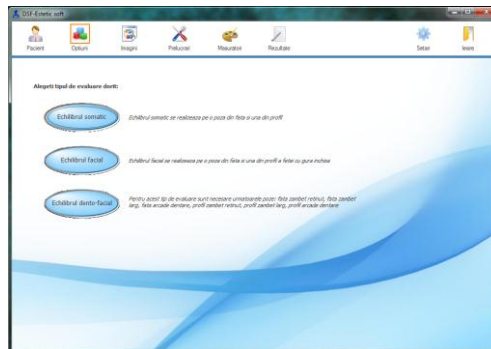 DSF-Estetic soft
Pacient Optiuni Imagini Prelucrari Masuratori Rezultate Setari Iesire
Alegeti tipul de evaluare dorit:
Echilibrul somatic
Echilibrul somatic se realizeaza pe o poza din fata si una din profil
Echilibrul facial
Echilibrul facial se realizeaza pe o poza din fata si una din profil a fetei cu gura inchisa
Echilibrul dento-facial
Pentru acest tip de evaluare sunt necesare urmatoarele poze: fata zambet retinut, fata zambet
larg, fata arcade dentare, profil zambet retinut, profil zambet larg, profil arcade dentare